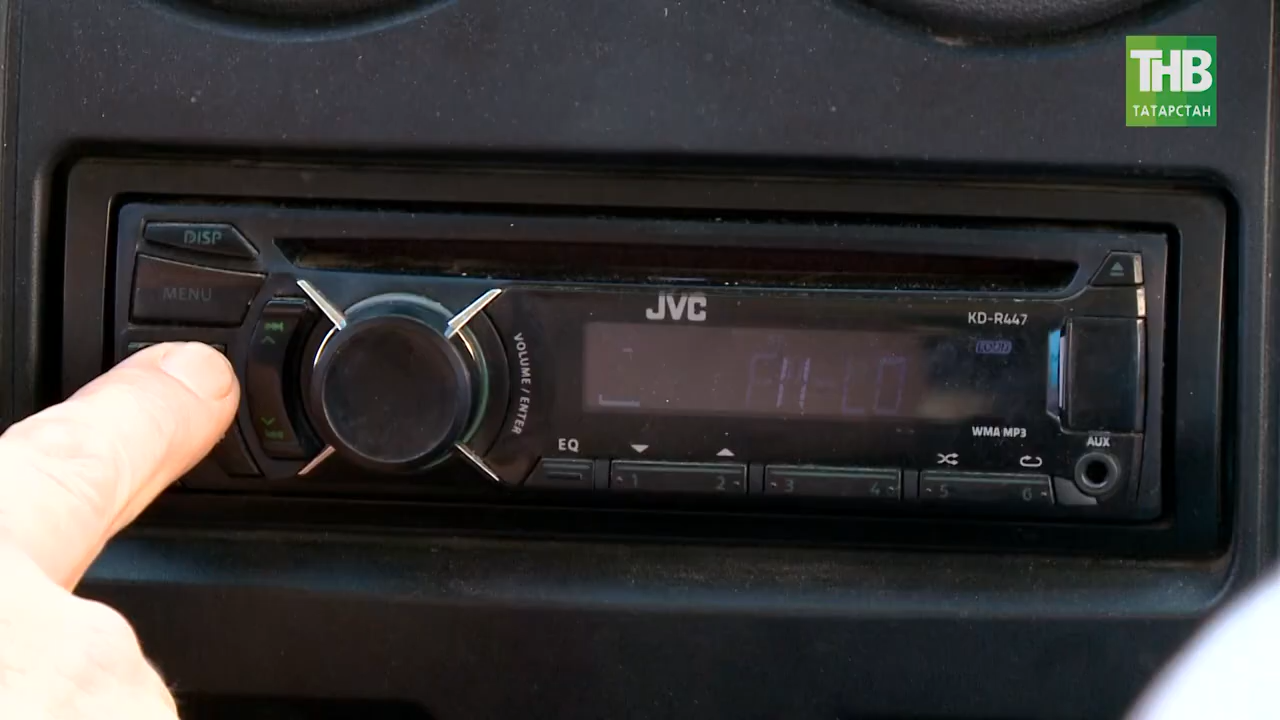 ТНВ
ТАТАРСТАН
DISP
MENU
JVC
KD-R447
VOLUME / ENTER
WMA MP3
EQ
AUX
1 2 3 4 5 6